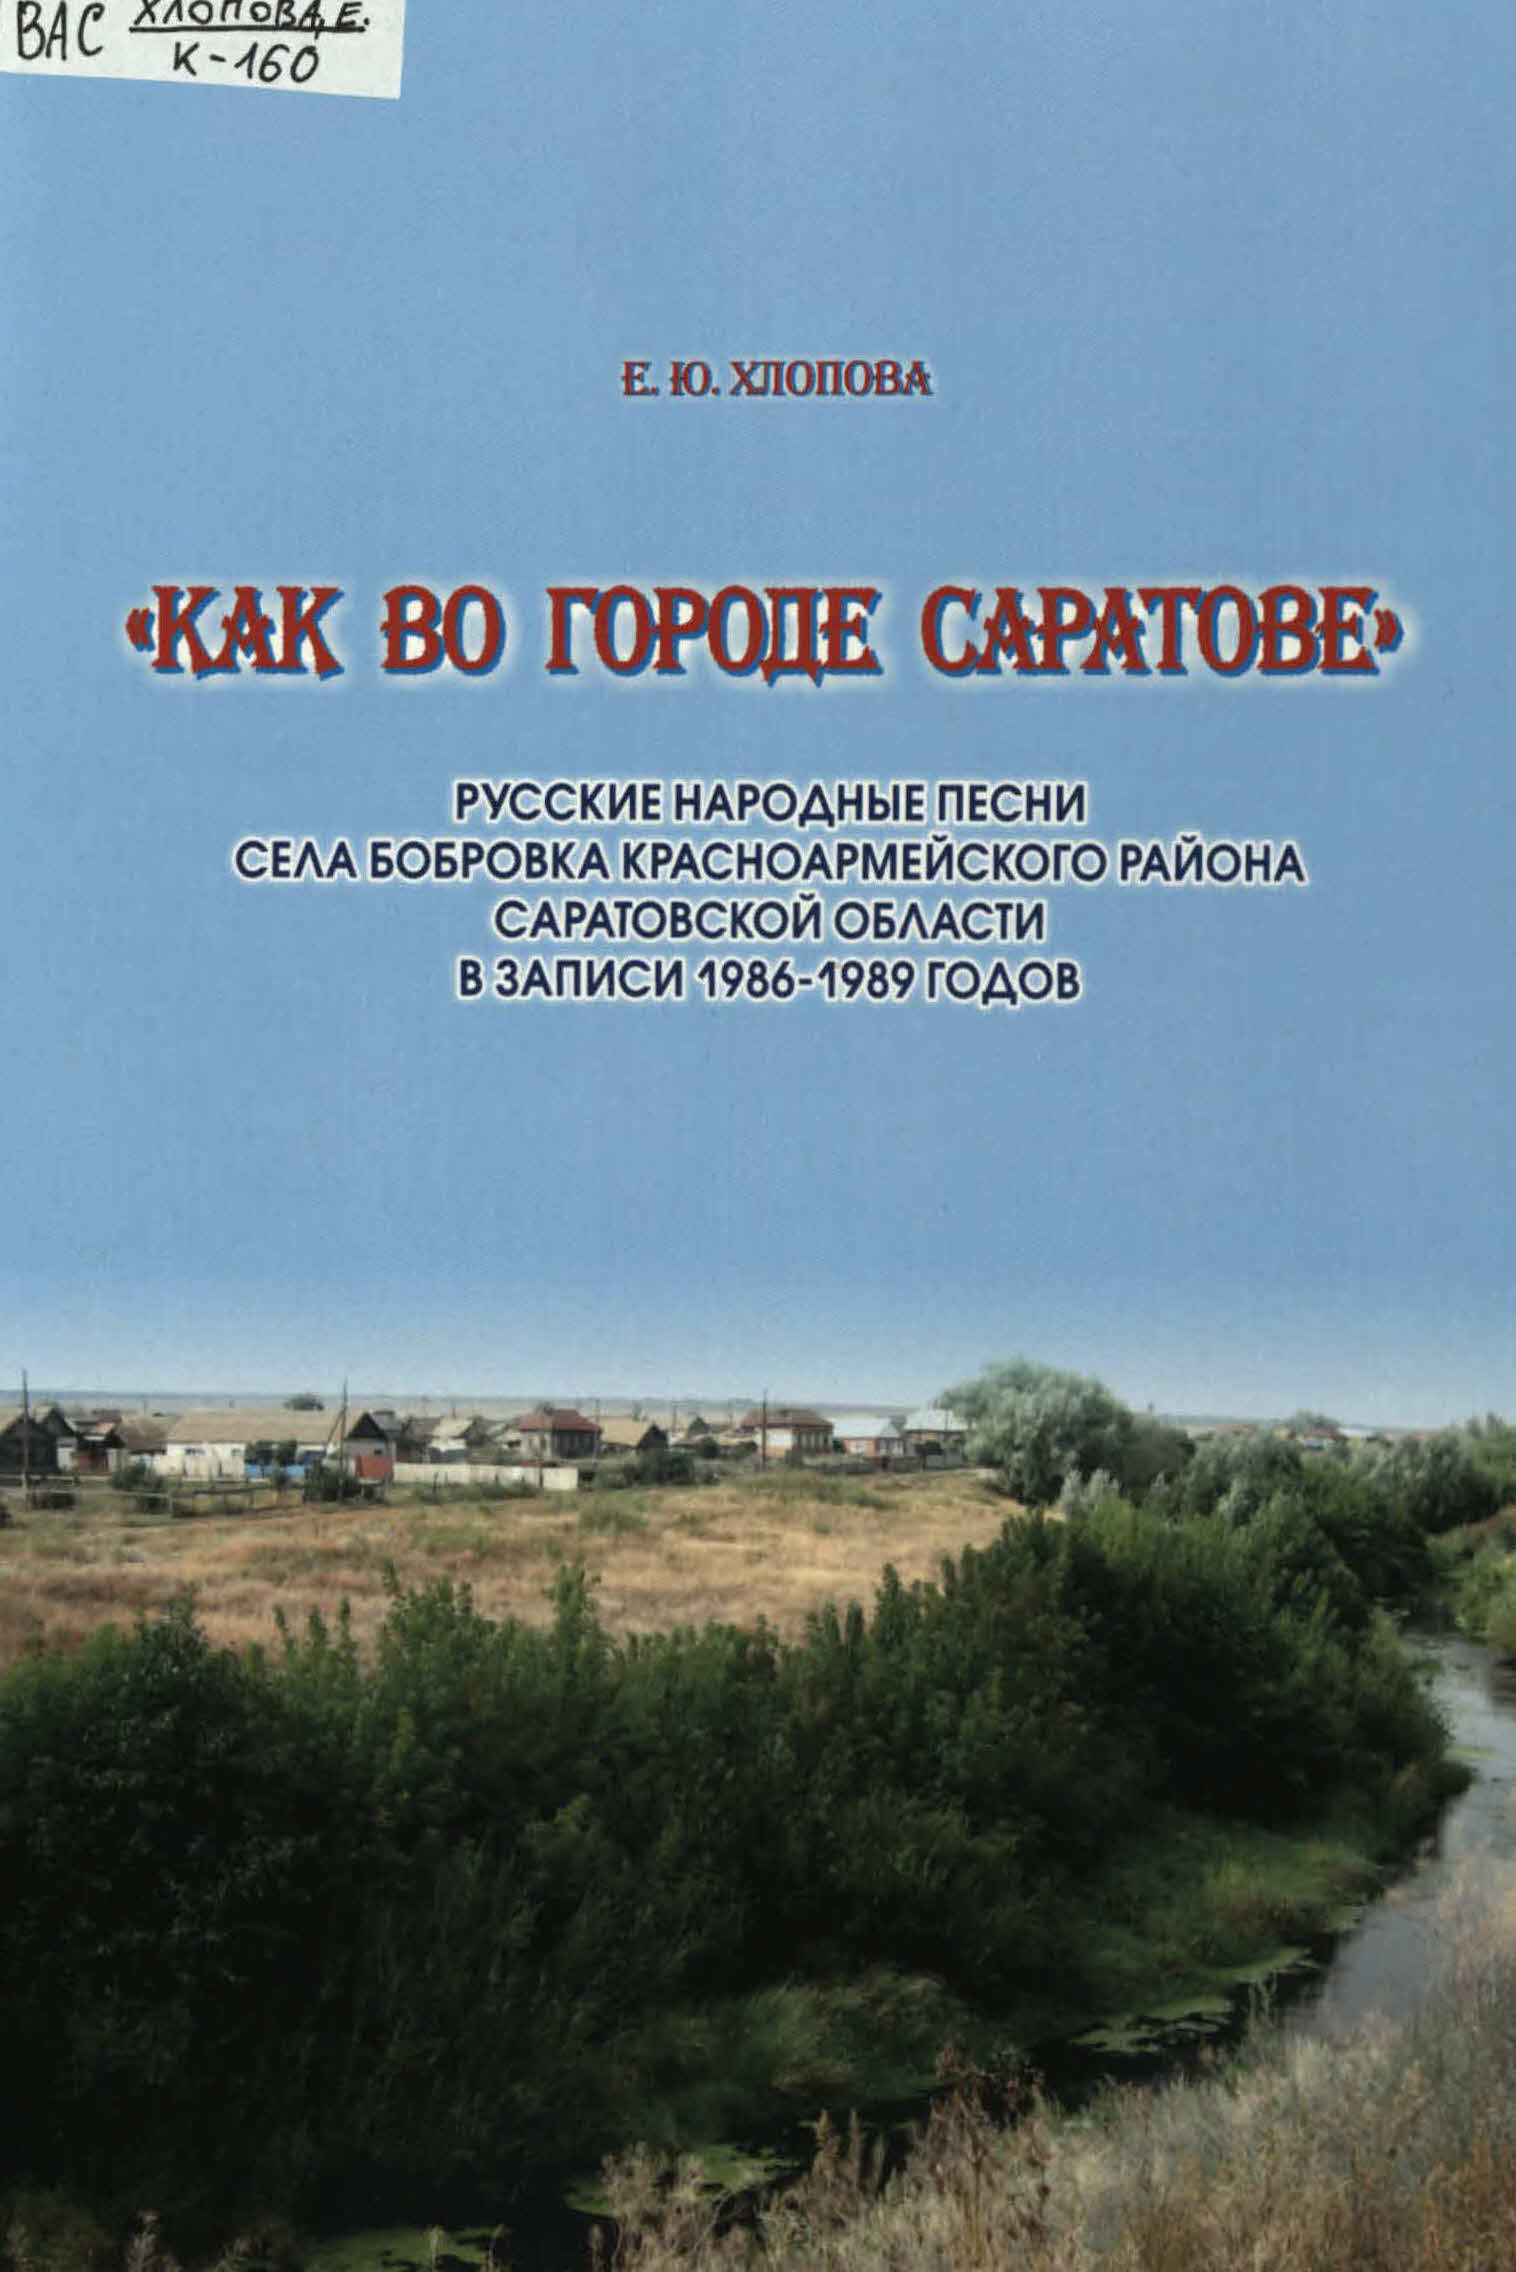 ВАС ХЛОПОВА, Е.
К-160
Е. Ю. ХЛОПОВА
«КАК ВО ГОРОДЕ САРАТОВЕ»
РУССКИЕ НАРОДНЫЕ ПЕСНИ
СЕЛА БОБРОВКА КРАСНОАРМЕЙСКОГО РАЙОНА
САРАТОВСКОЙ ОБЛАСТИ
В ЗАПИСИ 1986-1989 ГОДОВ